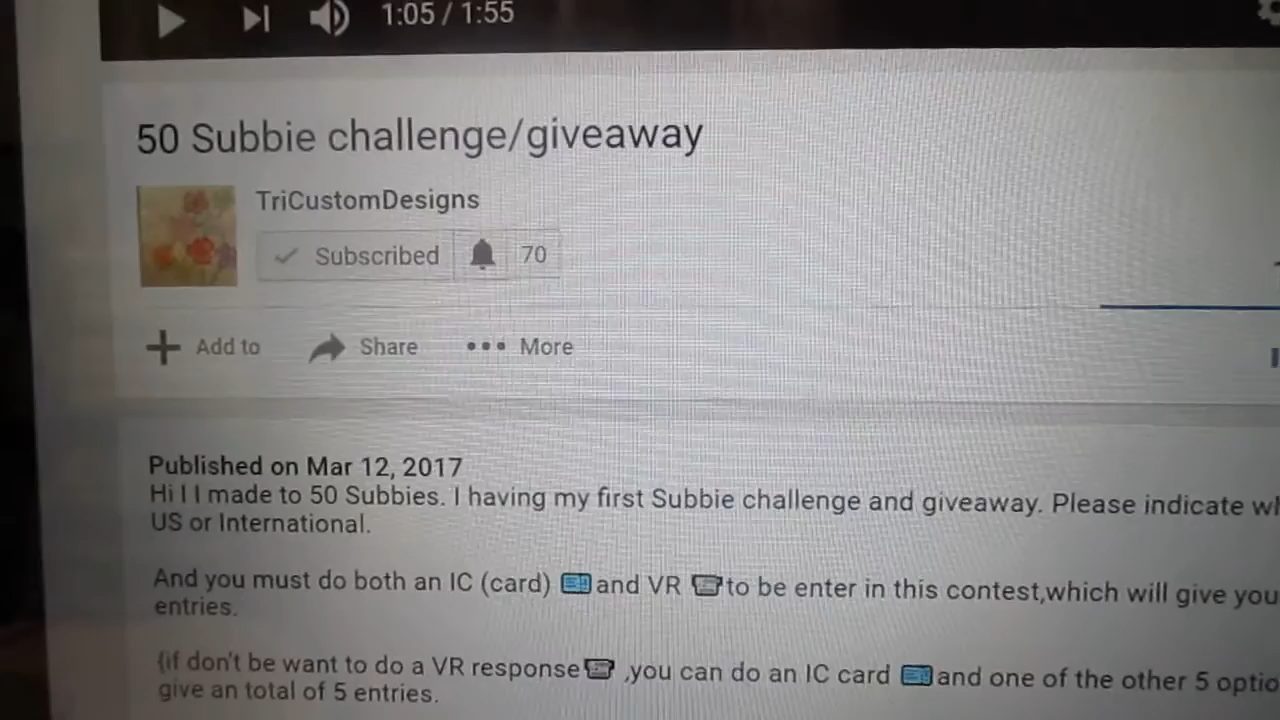 1:05 / 1:55
50 Subbie challenge/giveaway
TriCustomDesigns
Subscribed 70
Add to Share More
Published on Mar 12, 2017
Hi I I made to 50 Subbies. I having my first Subbie challenge and giveaway. Please indicate
US or International.
And you must do both an IC (card) and VR to be enter in this contest,which will give you
entries.
(if don't be want to do a VR response ,you can do an IC card and one of the other 5
give an total of 5 entries.